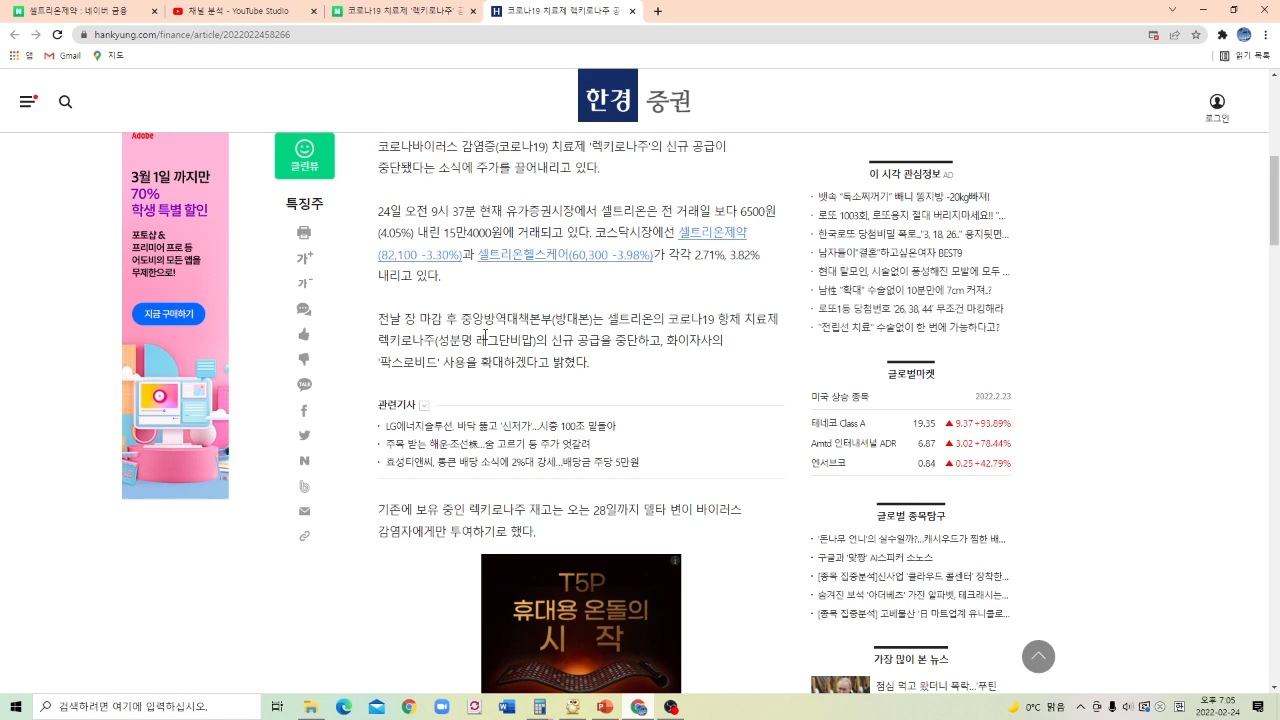 셀트리온제약 : 네이버 금융
채널 분석 - YouTube Studio
코로나19 치료제 '렉키로나주' 중
코로나19 치료제 '렉키로나주' 공
hankyung.com/finance/article/2022022458266
앱
Gmail
지도
읽기 목록
한경 증권
로그인
Adobe
3월 1일 까지만
70%
학생 특별 할인
포토샵 &
프리미어 프로 등
어도비의 모든 앱을
무제한으로!
지금 구매하기
클린뷰
특징주
가+
가-
TALK
코로나바이러스 감염증(코로나19) 치료제 '렉키로나주'의 신규 공급이
중단됐다는 소식에 주가를 끌어내리고 있다.
24일 오전 9시 37분 현재 유가증권시장에서 셀트리온은 전 거래일 보다 6500원
(4.05%) 내린 15만4000원에 거래되고 있다. 코스닥시장에선 셀트리온제약
(82,100 -3.30%)과 셀트리온헬스케어(60,300 -3.98%)가 각각 2.71%, 3.82%
내리고 있다.
전날 장 마감 후 중앙방역대책본부(방대본)는 셀트리온의 코로나19 항체 치료제
렉키로나주(성분명 레그단비맙)의 신규 공급을 중단하고, 화이자사의
'팍스로비드' 사용을 확대하겠다고 밝혔다.
관련기사
· LG에너지솔루션, 바닥 뚫고 '신저가'…시총 100조 밑돌아
· 주목 받는 해운·조선株…숨 고르기 등 주가 엇갈려
· 효성티앤씨, 통큰 배당 소식에 2%대 강세…배당금 주당 5만원
기존에 보유 중인 렉키로나주 재고는 오는 28일까지 델타 변이 바이러스
감염자에게만 투여하기로 했다.
T5P
휴대용 온돌의
시 작
이 시각 관심정보 AD
· 뱃속 "독소찌꺼기" 빼니 똥지방 -20kg빠져!
· 로또 1003회, 로또용지 절대 버리지마세요!! "...
· 한국로또 당첨비밀 폭로.."3, 18, 26.." 용지뒷면...
· 남자들이"결혼"하고싶은여자 BEST9
· 현대 탈모인, 시술없이 풍성해진 모발에 모두 ...
· 남性 "확대" 수술없이 10분만에 7cm 커져..?
· 로또1등 당첨번호 '26, 38, 44' 무조건 마킹해라
· "전립선 치료" 수술없이 한 번에 가능하다고?
글로벌마켓
미국 상승 종목 2022.2.23
테네코 Class A 19.35 ▲ 9.37 +93.89%
Amtd 인터내셔널 ADR 6.87 ▲ 3.02 +78.44%
엔서브코 0.84 ▲ 0.25 +42.79%
글로벌 종목탐구
· '돈나무 언니'의 실수일까?...캐시우드가 찜한 배...
· 구글과 '맞짱' AI스피커 소노스
· [종목 집중분석]신사업 '클라우드 콜센터' 장착한...
· 숨겨진 보석 '아더베츠' 가진 알파벳, 테크래시는...
· [종목 집중분석] 고베물산 '日 마트업계 유니클로...
가장 많이 본 뉴스
점심 먹고 왔더니 폭락…'푸틴
검색하려면 여기에 입력하십시오.
0°C 맑음
오후 7:05
2022-02-24